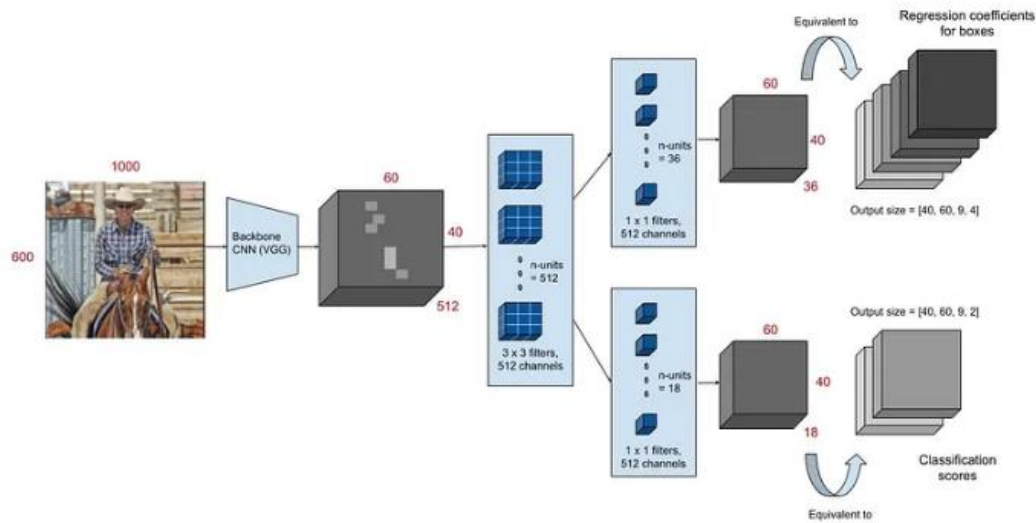 1000
600
Backbone
CNN (VGG)
60
40
512
n-units
= 512
3 x 3 filters,
512 channels
n-units
= 36
1 x 1 filters,
512 channels
60
40
36
Equivalent to
Regression coefficients
for boxes
Output size = [40, 60, 9, 4]
n-units
= 18
1 x 1 filters,
512 channels
60
40
18
Output size = [40, 60, 9, 2]
Classification
scores
Equivalent to